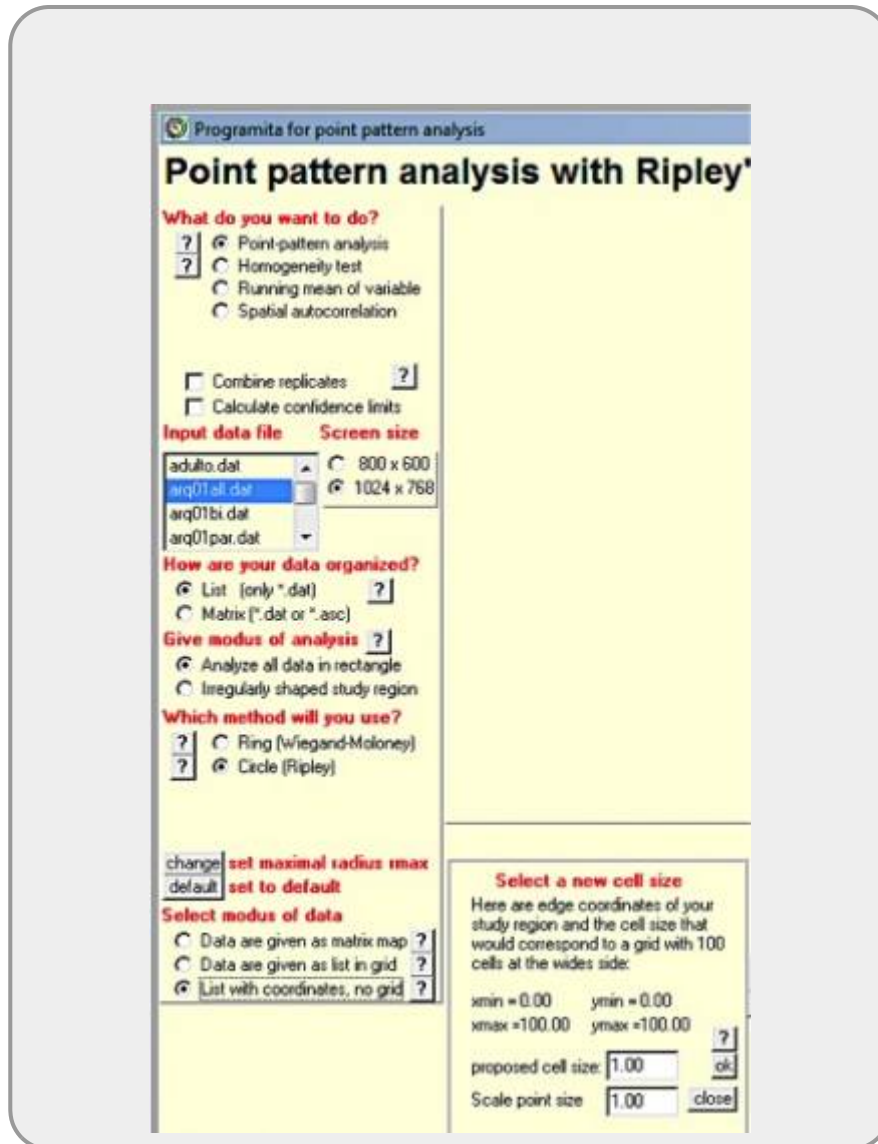 Programita for point pattern analysis
Point pattern analysis with Ripley'
What do you want to do?
? Point-pattern analysis
? Homogeneity test
Running mean of variable
Spatial autocorrelation
Combine replicates ?
Calculate confidence limits
Input data file Screen size
adulto.dat 800 x 600
arq01all.dat 1024 x 768
arq01bi.dat
arq01par.dat
How are your data organized?
List (only *.dat) ?
Matrix (*.dat or *.asc)
Give modus of analysis ?
Analyze all data in rectangle
Irregularly shaped study region
Which method will you use?
? Ring (Wiegand-Moloney)
? Circle (Ripley)
change set maximal radius rmax
default set to default
Select modus of data
Data are given as matrix map ?
Data are given as list in grid ?
List with coordinates, no grid ?
Select a new cell size
Here are edge coordinates of your
study region and the cell size that
would correspond to a grid with 100
cells at the wides side:
xmin = 0.00 ymin = 0.00
xmax =100.00 ymax =100.00
?
proposed cell size: 1.00 ok
Scale point size 1.00 close